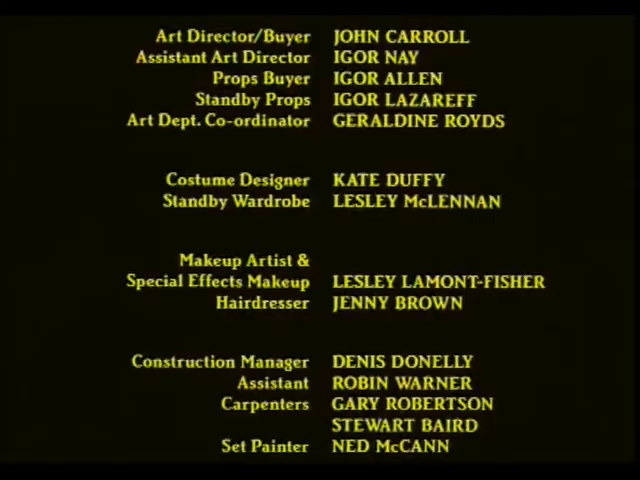 Art Director/Buyer JOHN CARROLL
Assistant Art Director IGOR NAY
Props Buyer IGOR ALLEN
Standby Props IGOR LAZAREFF
Art Dept. Co-ordinator GERALDINE ROYDS
Costume Designer KATE DUFFY
Standby Wardrobe LESLEY McLENNAN
Makeup Artist &
Special Effects Makeup LESLEY LAMONT-FISHER
Hairdresser JENNY BROWN
Construction Manager DENIS DONELLY
Assistant ROBIN WARNER
Carpenters GARY ROBERTSON
STEWART BAIRD
Set Painter NED McCANN